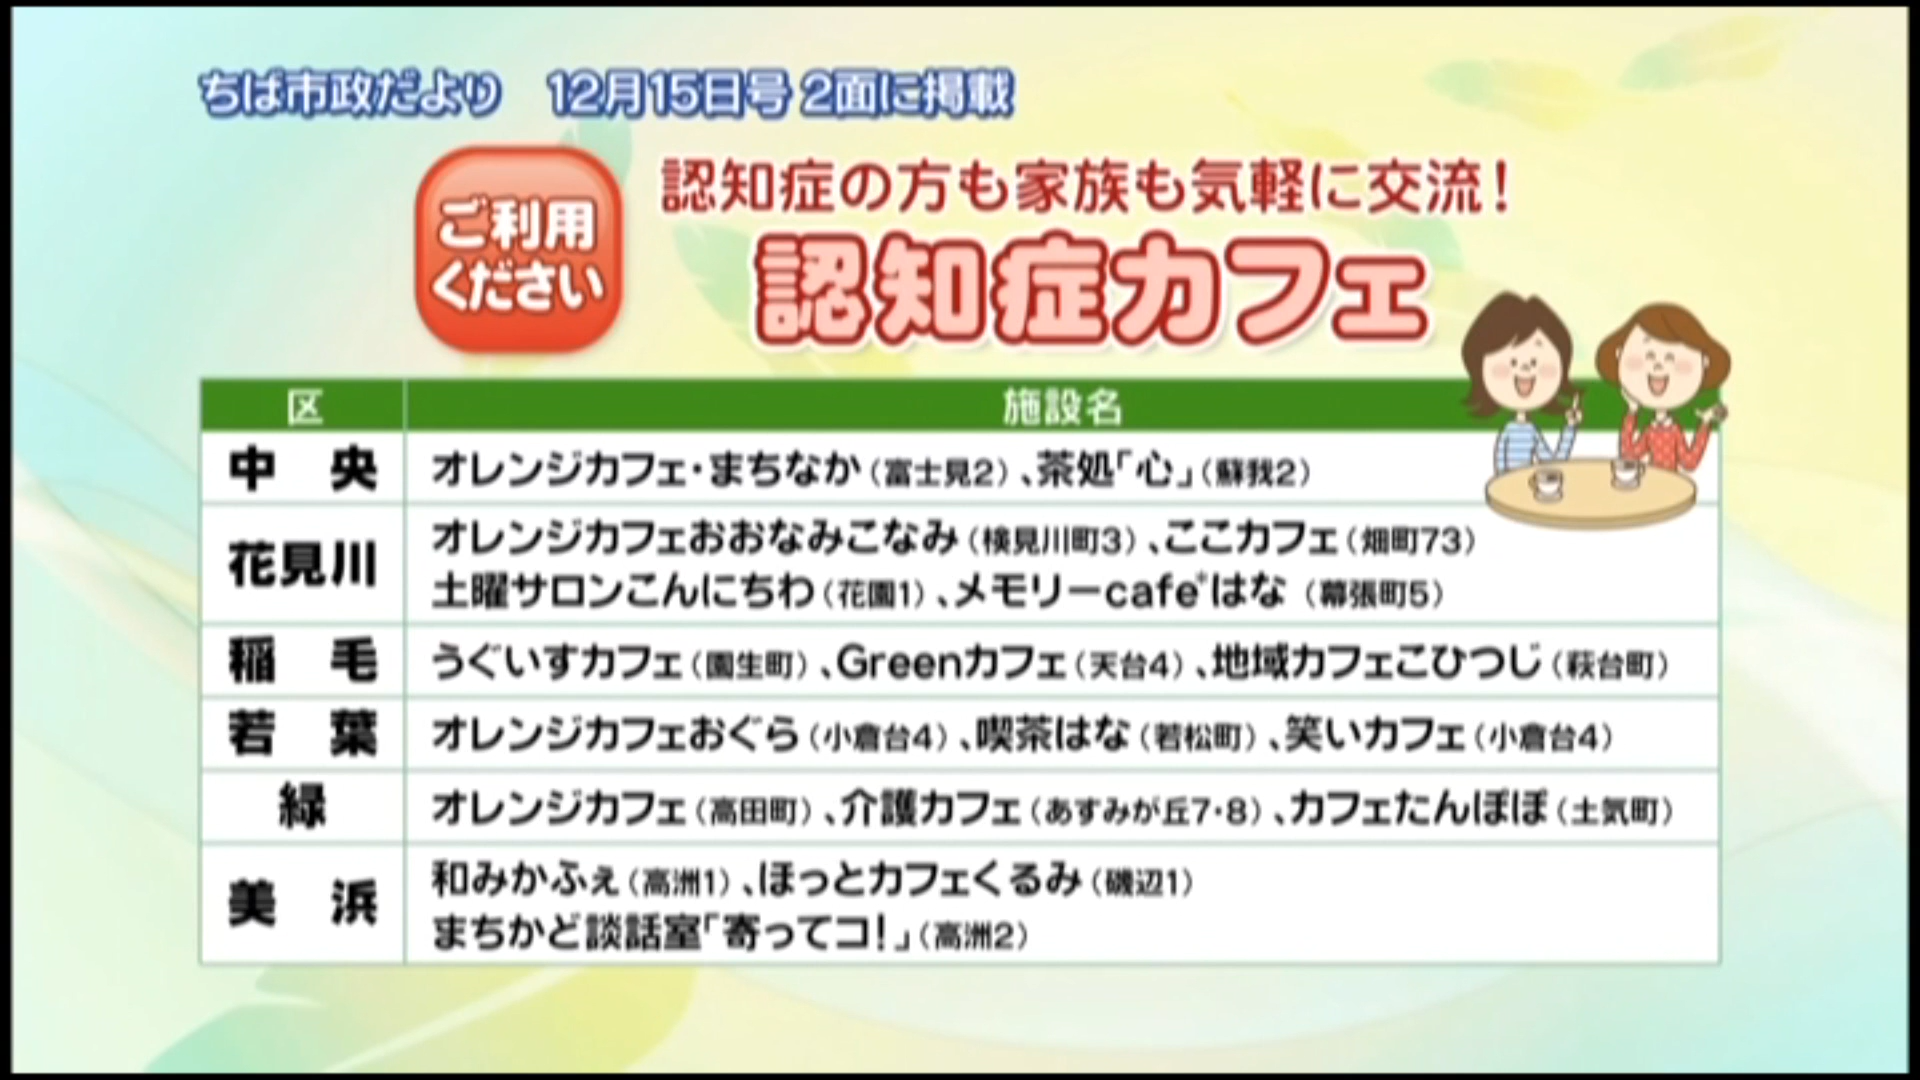 ちば市政だより　12月15日号 2面に掲載
ご利用
ください
認知症の方も家族も気軽に交流！
認知症カフェ
区 施設名
中　央 オレンジカフェ・まちなか（富士見2）、茶処「心」（蘇我2）
花見川 オレンジカフェおおなみこなみ（検見川町3）、ここカフェ（畑町73）
土曜サロンこんにちわ（花園1）、メモリーcafe*はな（幕張町5）
稲　毛 うぐいすカフェ（園生町）、Greenカフェ（天台4）、地域カフェこひつじ（萩台町）
若　葉 オレンジカフェおぐら（小倉台4）、喫茶はな（若松町）、笑いカフェ（小倉台4）
緑 オレンジカフェ（高田町）、介護カフェ（あすみが丘7・8）、カフェたんぽぽ（土気町）
美　浜 和みかふぇ（高洲1）、ほっとカフェくるみ（磯辺1）
まちかど談話室「寄ってコ！」（高洲2）